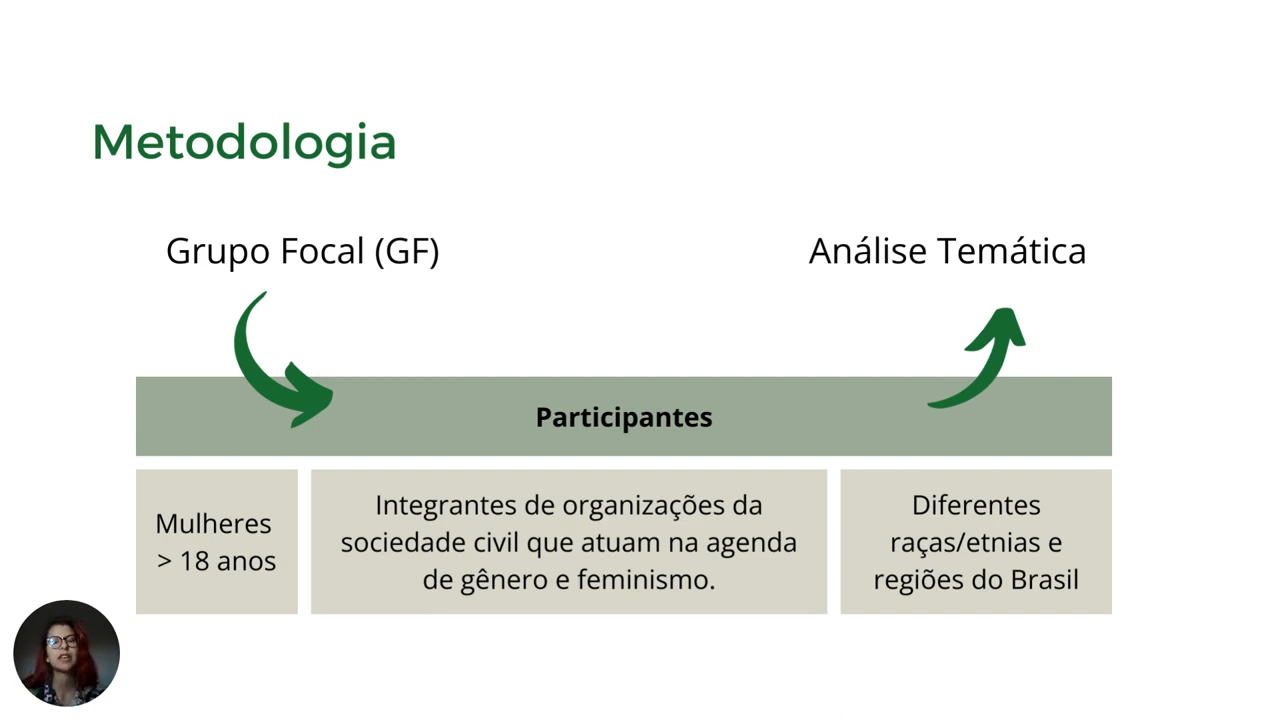 Metodologia
Grupo Focal (GF)
Análise Temática
Participantes
Mulheres
> 18 anos
Integrantes de organizações da
sociedade civil que atuam na agenda
de gênero e feminismo.
Diferentes
raças/etnias e
regiões do Brasil